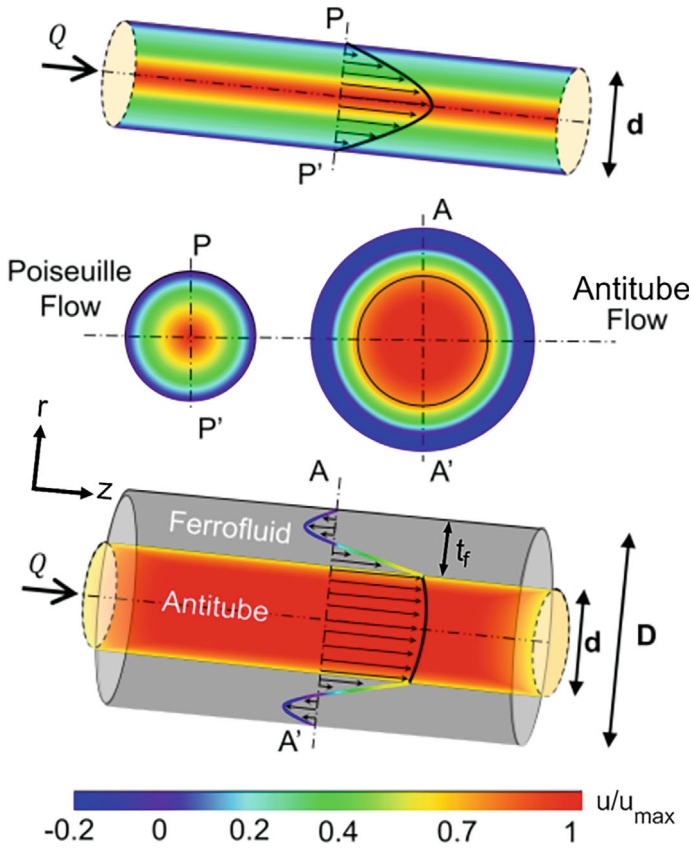 P
Q
d
P'
A
P
Poiseuille
Flow
Antitube
Flow
P'
A'
r
z
A
Ferrofluid
t_f
Q
Antitube
d
D
A'
u/u_max
-0.2 0 0.2 0.4 0.7 1